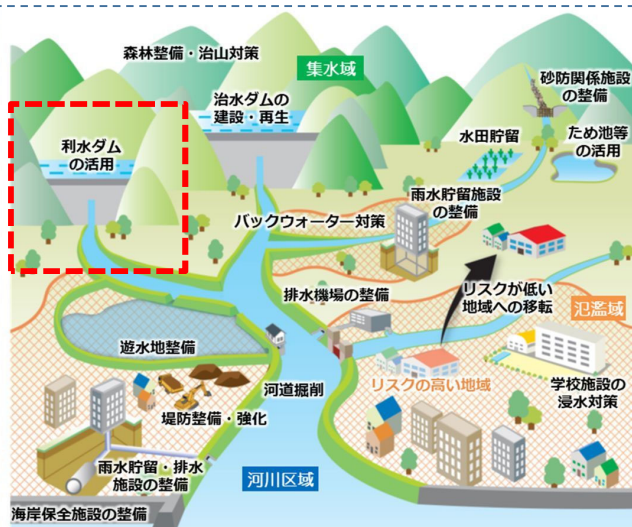 森林整備・治山対策
集水域
砂防関係施設
の整備
治水ダムの
建設・再生
利水ダム
の活用
水田貯留
ため池等
の活用
雨水貯留施設
の整備
バックウォーター対策
排水機場の整備
リスクが低い
地域への移転
氾濫域
遊水地整備
河道掘削
リスクの高い地域
学校施設の
浸水対策
堤防整備・強化
雨水貯留・排水
施設の整備
河川区域
海岸保全施設の整備